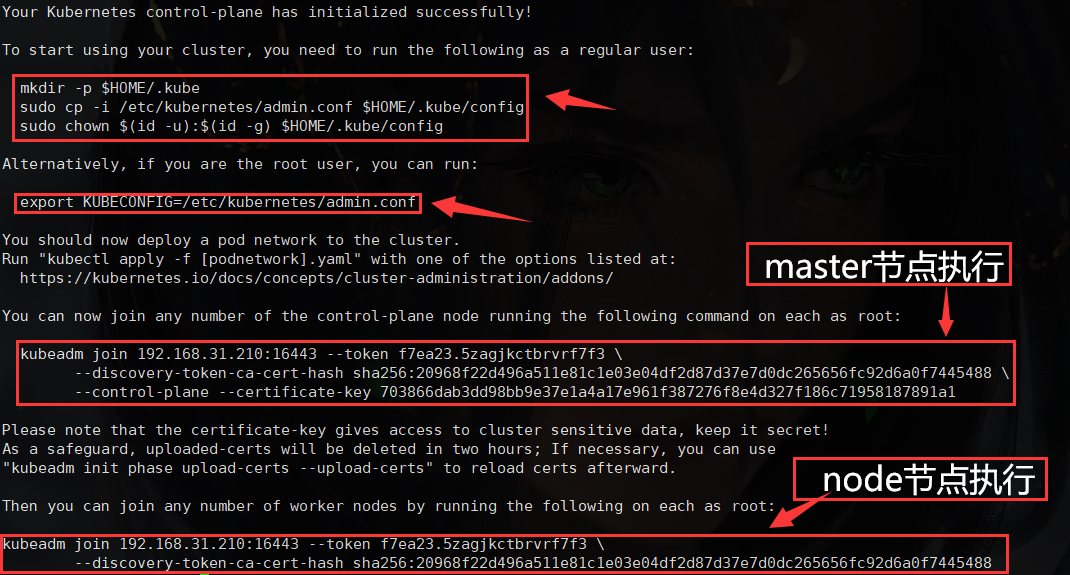 Your Kubernetes control-plane has initialized successfully!
To start using your cluster, you need to run the following as a regular user:
mkdir -p $HOME/.kube
sudo cp -i /etc/kubernetes/admin.conf $HOME/.kube/config
sudo chown $(id -u):$(id -g) $HOME/.kube/config
Alternatively, if you are the root user, you can run:
export KUBECONFIG=/etc/kubernetes/admin.conf
You should now deploy a pod network to the cluster.
Run "kubectl apply -f [podnetwork].yaml" with one of the options listed at:
https://kubernetes.io/docs/concepts/cluster-administration/addons/
master节点执行
You can now join any number of the control-plane node running the following command on each as root:
kubeadm join 192.168.31.210:16443 --token f7ea23.5zagjkctbrvrf7f3 \
--discovery-token-ca-cert-hash sha256:20968f22d496a511e81c1e03e04df2d87d37e7d0dc265656fc92d6a0f7445488 \
--control-plane --certificate-key 703866dab3dd98bb9e37e1a4a17e961f387276f8e4d327f186c71958187891a1
Please note that the certificate-key gives access to cluster sensitive data, keep it secret!
As a safeguard, uploaded-certs will be deleted in two hours; If necessary, you can use
"kubeadm init phase upload-certs --upload-certs" to reload certs afterward.
node节点执行
Then you can join any number of worker nodes by running the following on each as root:
kubeadm join 192.168.31.210:16443 --token f7ea23.5zagjkctbrvrf7f3 \
--discovery-token-ca-cert-hash sha256:20968f22d496a511e81c1e03e04df2d87d37e7d0dc265656fc92d6a0f7445488